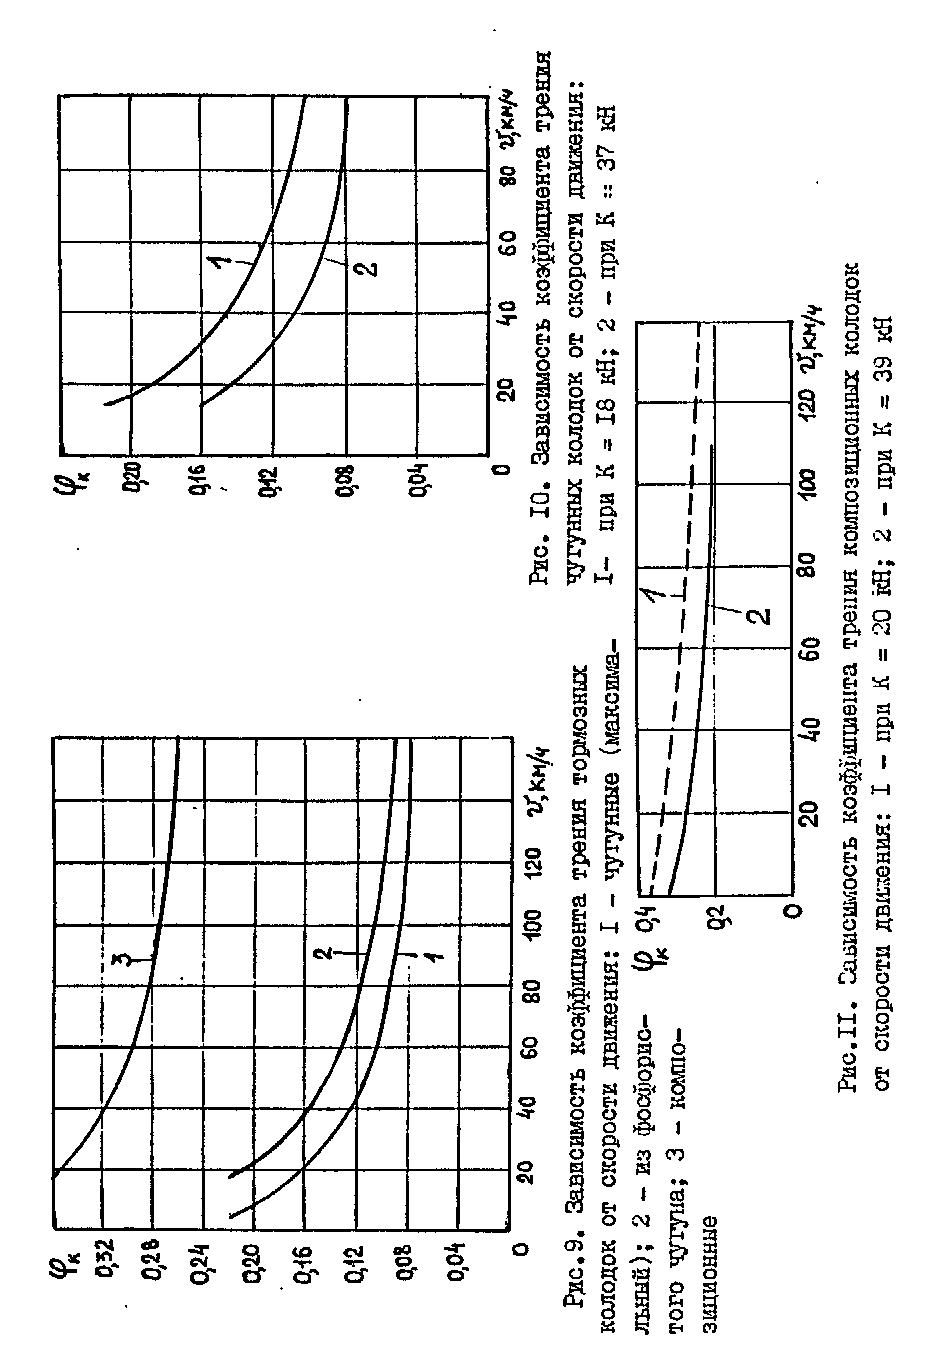 φк
0,32
0,28
0,24
0,20
0,16
0,12
0,08
0,04
0
20
40
60
80
100
120
v, км/ч
3
2
1
Рис.9. Зависимость коэффициента трения тормозных
колодок от скорости движения: I - чугунные (максима-
льный); 2 - из фосфорис-
того чугуна; 3 - компо-
зиционные
φк
0,20
0,16
0,12
0,08
0,04
0
20
40
60
80
v, км/ч
1
2
Рис. I0. Зависимость коэффициента трения
чугунных колодок от скорости движения:
I- при К = I8 кН; 2 - при К = 37 кН
φк
0,4
0,2
0
20
40
60
80
100
120
v, км/ч
1
2
Рис.II. Зависимость коэффициента трения композиционных колодок
от скорости движения: I - при К = 20 кН; 2 - при К = 39 кН